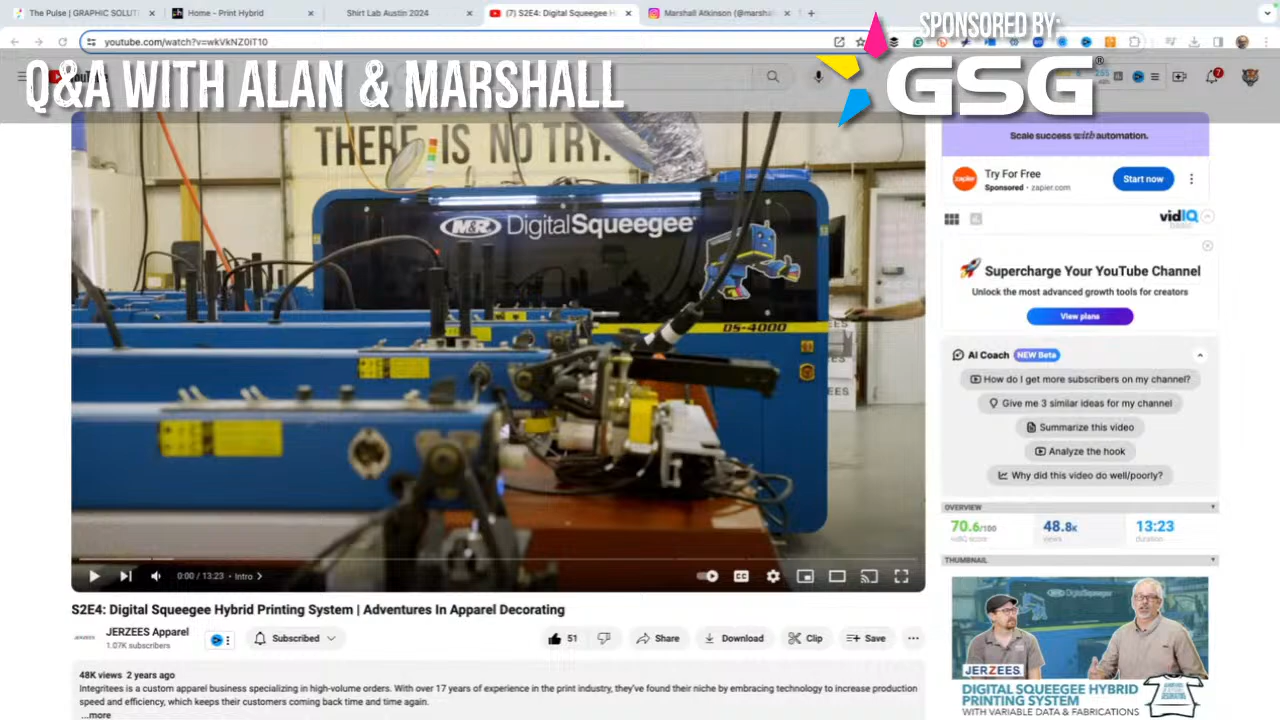 The Pulse | GRAPHIC SOLUTI
Home - Print Hybrid
Shirt Lab Austin 2024
(7) S2E4: Digital Squeegee H
Marshall Atkinson (@marshal
SPONSORED BY:
youtube.com/watch?v=wkVkNZ0iT10
Q&A WITH ALAN & MARSHALL
GSG®
THERE IS NO TRY.
M&R DigitalSqueegee
DS-4000
Scale success with automation.
Try For Free
Sponsored · zapier.com
zapier
Start now
vidIQ
Supercharge Your YouTube Channel
Unlock the most advanced growth tools for creators
View plans
AI Coach NEW Beta
How do I get more subscribers on my channel?
Give me 3 similar ideas for my channel
Summarize this video
Analyze the hook
Why did this video do well/poorly?
OVERVIEW
70.6/100 48.8k 13:23
vidIQ score views duration
THUMBNAIL
DigitalSqueegee
JERZEES
DIGITAL SQUEEGEE HYBRID
PRINTING SYSTEM
WITH VARIABLE DATA & FABRICATIONS
0:00 / 13:23 · Intro
CC
S2E4: Digital Squeegee Hybrid Printing System | Adventures In Apparel Decorating
JERZEES Apparel
1.07K subscribers
Subscribed
51
Share
Download
Clip
Save
48K views 2 years ago
Integritees is a custom apparel business specializing in high-volume orders. With over 17 years of experience in the print industry, they've found their niche by embracing technology to increase production
speed and efficiency, which keeps their customers coming back time and time again.
...more